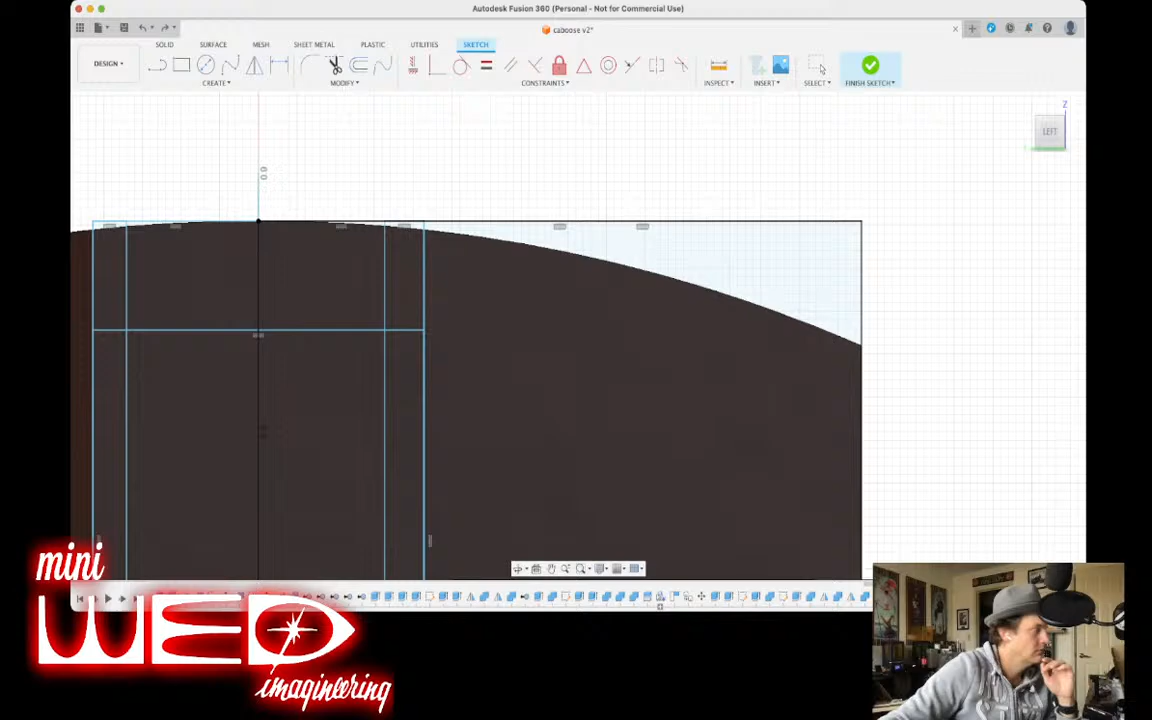 Autodesk Fusion 360 (Personal - Not for Commercial Use)
caboose v2*
SOLID SURFACE MESH SHEET METAL PLASTIC UTILITIES SKETCH
DESIGN
CREATE MODIFY CONSTRAINTS INSPECT INSERT SELECT FINISH SKETCH
Z
LEFT
mini
WED
imagineering